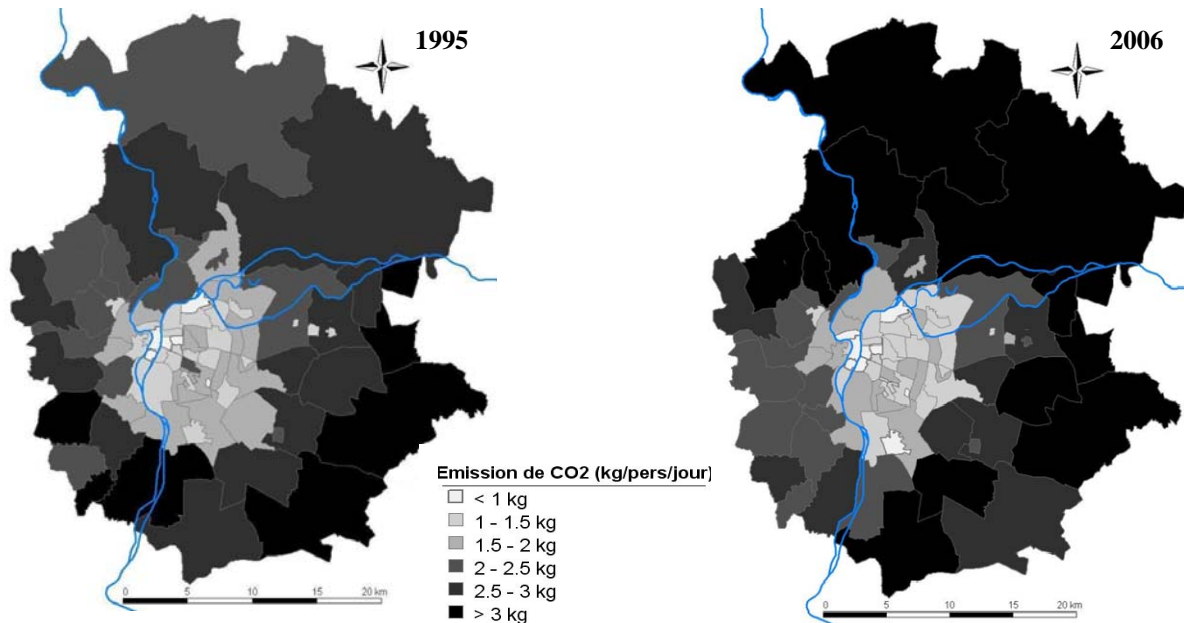 1995
2006
Emission de CO2 (kg/pers/jour)
< 1 kg
1 - 1.5 kg
1.5 - 2 kg
2 - 2.5 kg
2.5 - 3 kg
> 3 kg
0 5 10 15 20 km
0 5 10 15 20 km